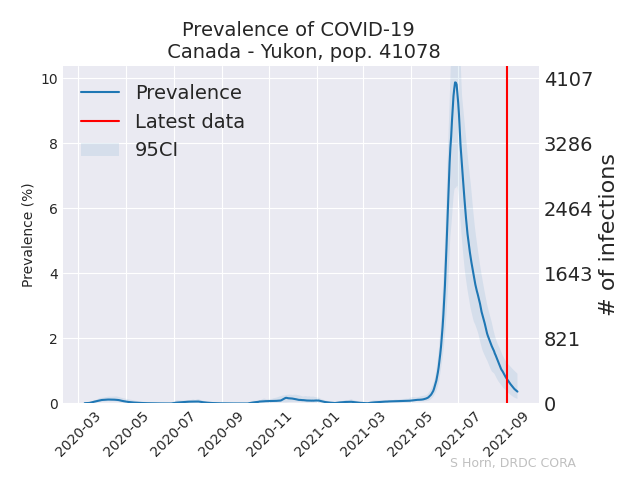 Prevalence of COVID-19
Canada - Yukon, pop. 41078
Prevalence
Latest data
95CI
Prevalence (%)
10
8
6
4
2
0
4107
3286
2464
1643
821
0
# of infections
2020-03
2020-05
2020-07
2020-09
2020-11
2021-01
2021-03
2021-05
2021-07
2021-09
S Horn, DRDC CORA